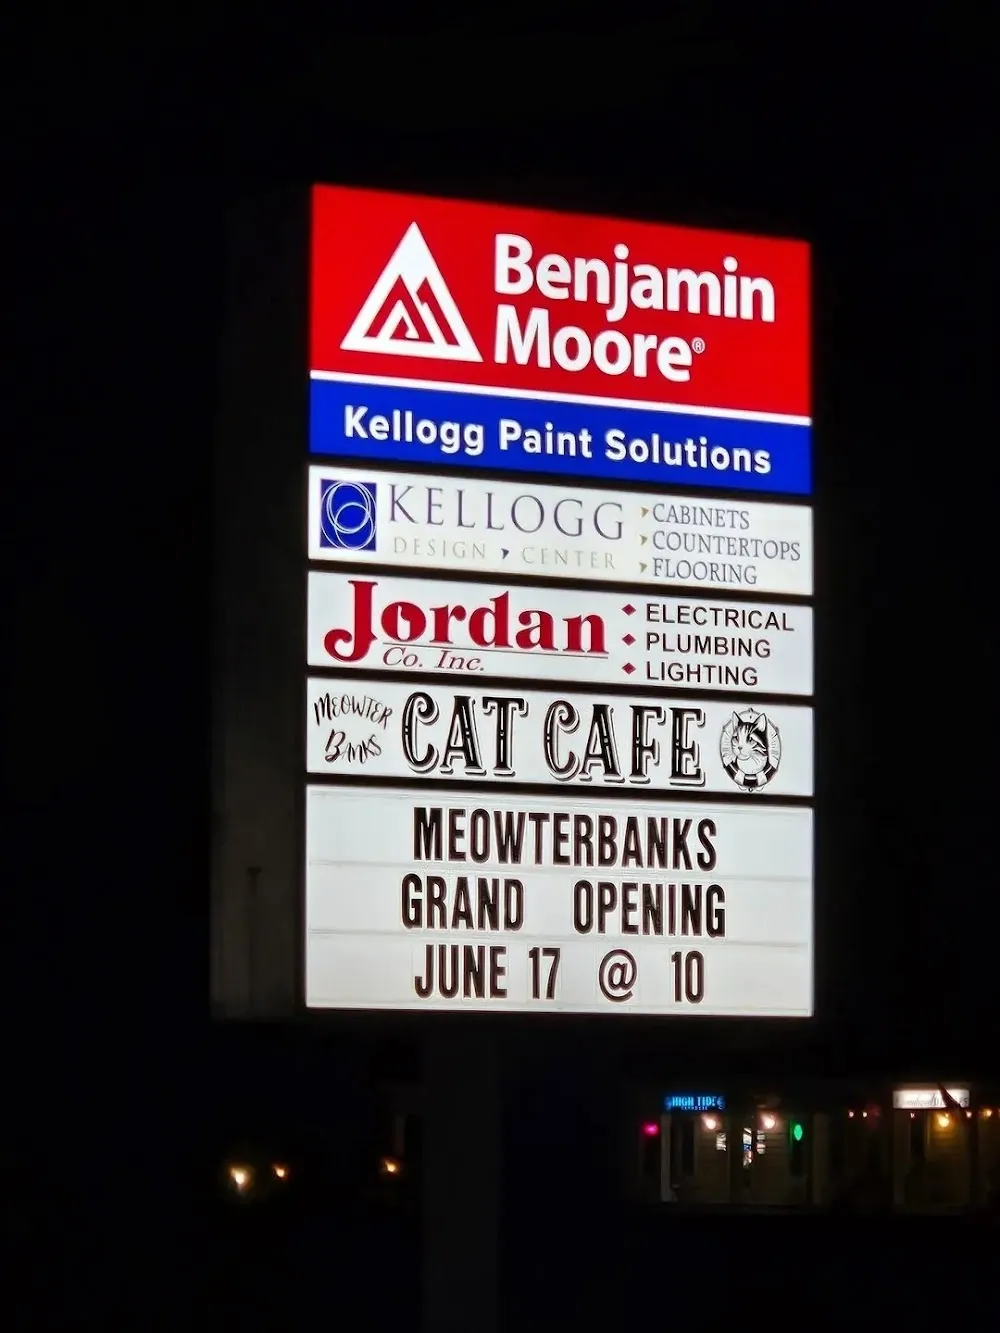 Benjamin
Moore®
Kellogg Paint Solutions
KELLOGG
DESIGN CENTER
CABINETS
COUNTERTOPS
FLOORING
Jordan
Co. Inc.
ELECTRICAL
PLUMBING
LIGHTING
MEOWTER
BANKS
CAT CAFE
MEOWTERBANKS
GRAND OPENING
JUNE 17 @ 10
HIGH TIDE